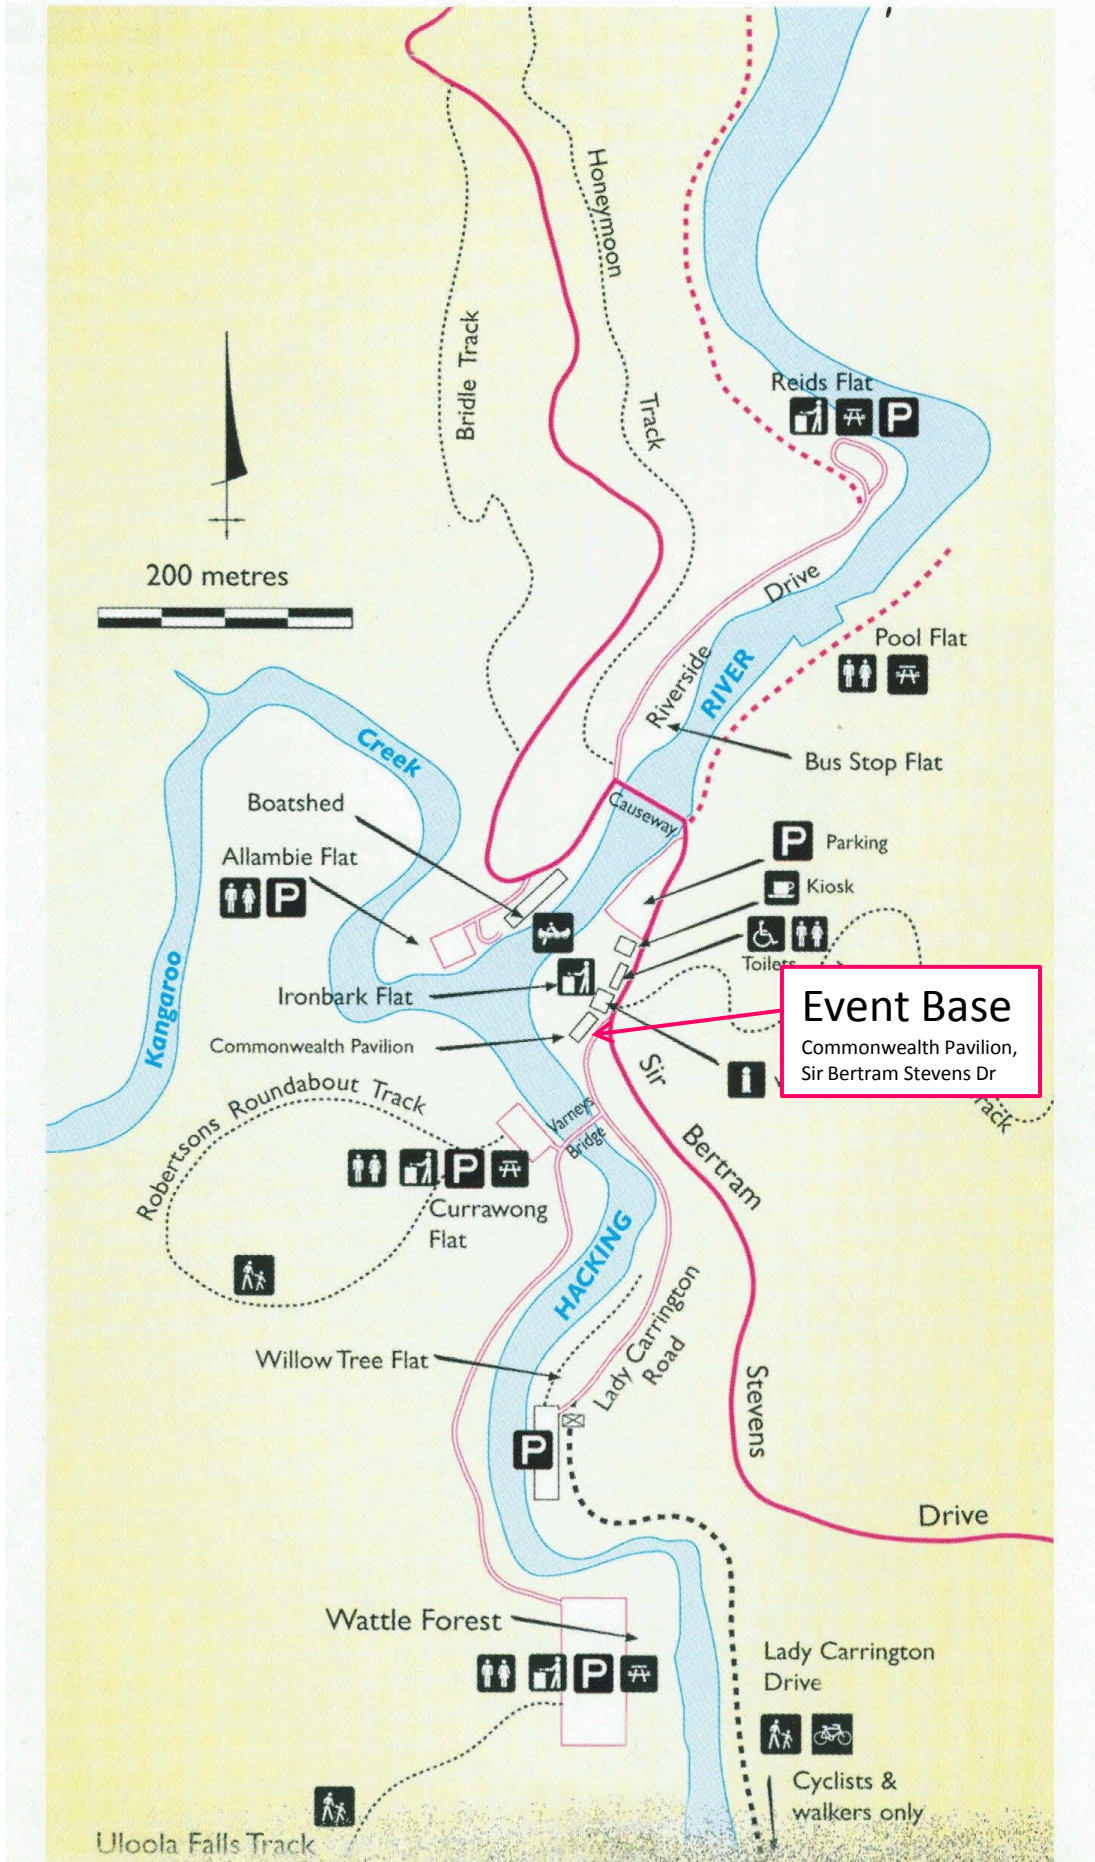 Honeymoon
Track
Bridle Track
Reids Flat
P
200 metres
Riverside
Drive
RIVER
Pool Flat
Bus Stop Flat
Creek
Causeway
Boatshed
Allambie Flat
P
P
Parking
Kiosk
Toilets
Kangaroo
Ironbark Flat
Commonwealth Pavilion
Event Base
Commonwealth Pavilion,
Sir Bertram Stevens Dr
Sir
Bertram
Stevens
Drive
Robertsons Roundabout Track
Varneys
Bridge
P
Currawong
Flat
HACKING
Willow Tree Flat
Lady Carrington
Road
P
Wattle Forest
P
Lady Carrington
Drive
Cyclists &
walkers only
Uloola Falls Track